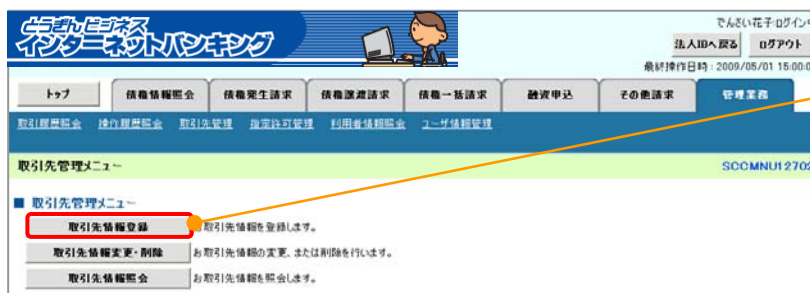 とうぎんビジネス
インターネットバンキング
でんさい花子 ログイン中
法人IDへ戻る ログアウト
最終操作日時：2009/05/01 15:00:0
トップ 債権情報照会 債権発生請求 債権譲渡請求 債権一括請求 融資申込 その他請求 管理業務
取引履歴照会 操作履歴照会 取引先管理 指定許可管理 利用者情報照会 ユーザ情報管理
取引先管理メニュー SCCMNU12702
■ 取引先管理メニュー
取引先情報登録 お取引先情報を登録します。
取引先情報変更・削除 お取引先情報の変更、または削除を行います。
取引先情報照会 お取引先情報を照会します。